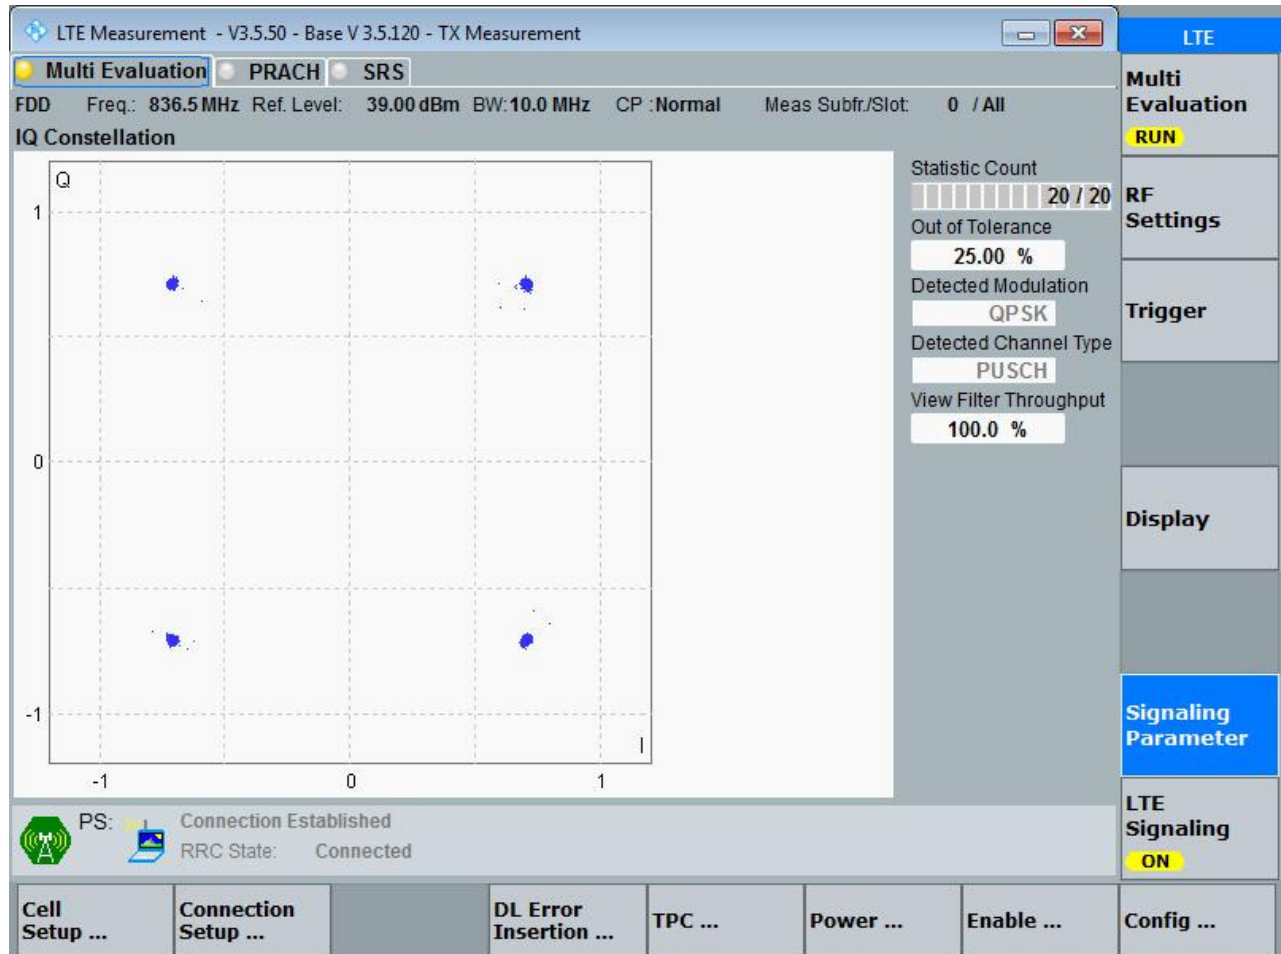 LTE Measurement - V3.5.50 - Base V 3.5.120 - TX Measurement
LTE
Multi Evaluation PRACH SRS
FDD Freq.: 836.5 MHz Ref. Level: 39.00 dBm BW: 10.0 MHz CP : Normal Meas Subfr./Slot: 0 / All
IQ Constellation
Q
1
0
-1
-1 0 1
I
Statistic Count
20 / 20
Out of Tolerance
25.00 %
Detected Modulation
QPSK
Detected Channel Type
PUSCH
View Filter Throughput
100.0 %
Multi
Evaluation
RUN
RF
Settings
Trigger
Display
Signaling
Parameter
LTE
Signaling
ON
PS: Connection Established
RRC State: Connected
Cell
Setup ...
Connection
Setup ...
DL Error
Insertion ...
TPC ...
Power ...
Enable ...
Config ...